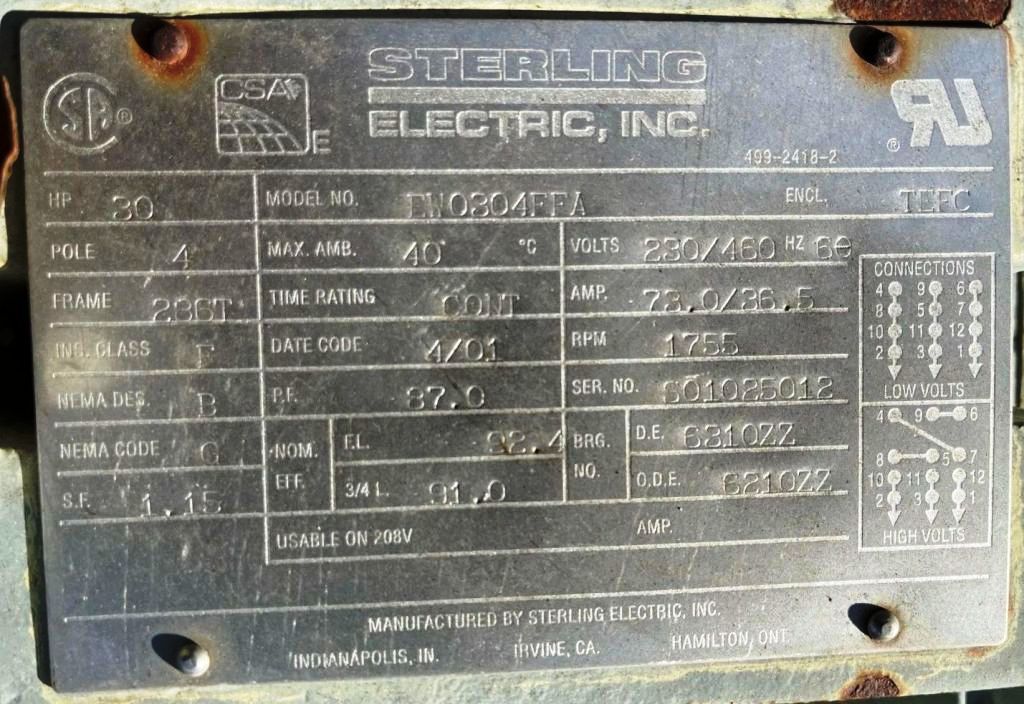 STERLING
ELECTRIC, INC.
SA ®
CSA
E
® RU
499-2418-2
HP 30 MODEL NO. EN0304FFA ENCL. TEFC
POLE 4 MAX. AMB. 40 °C VOLTS 230/460 HZ 60
FRAME 286T TIME RATING CONT AMP. 73.0/36.5
INS. CLASS F DATE CODE 4/01 RPM 1755
NEMA DES. B P.F. 87.0 SER. NO. S01025012
NEMA CODE G NOM. EFF. F.L. 92.4 BRG. NO. D.E. 6310ZZ
S.F. 1.15 3/4 L. 91.0 O.D.E. 6210ZZ
USABLE ON 208V AMP.
CONNECTIONS
4 9 6
8 5 7
10 11 12
2 3 1
LOW VOLTS
4 9 6
8 5 7
10 11 12
2 3 1
HIGH VOLTS
MANUFACTURED BY STERLING ELECTRIC, INC.
INDIANAPOLIS, IN. IRVINE, CA. HAMILTON, ONT.